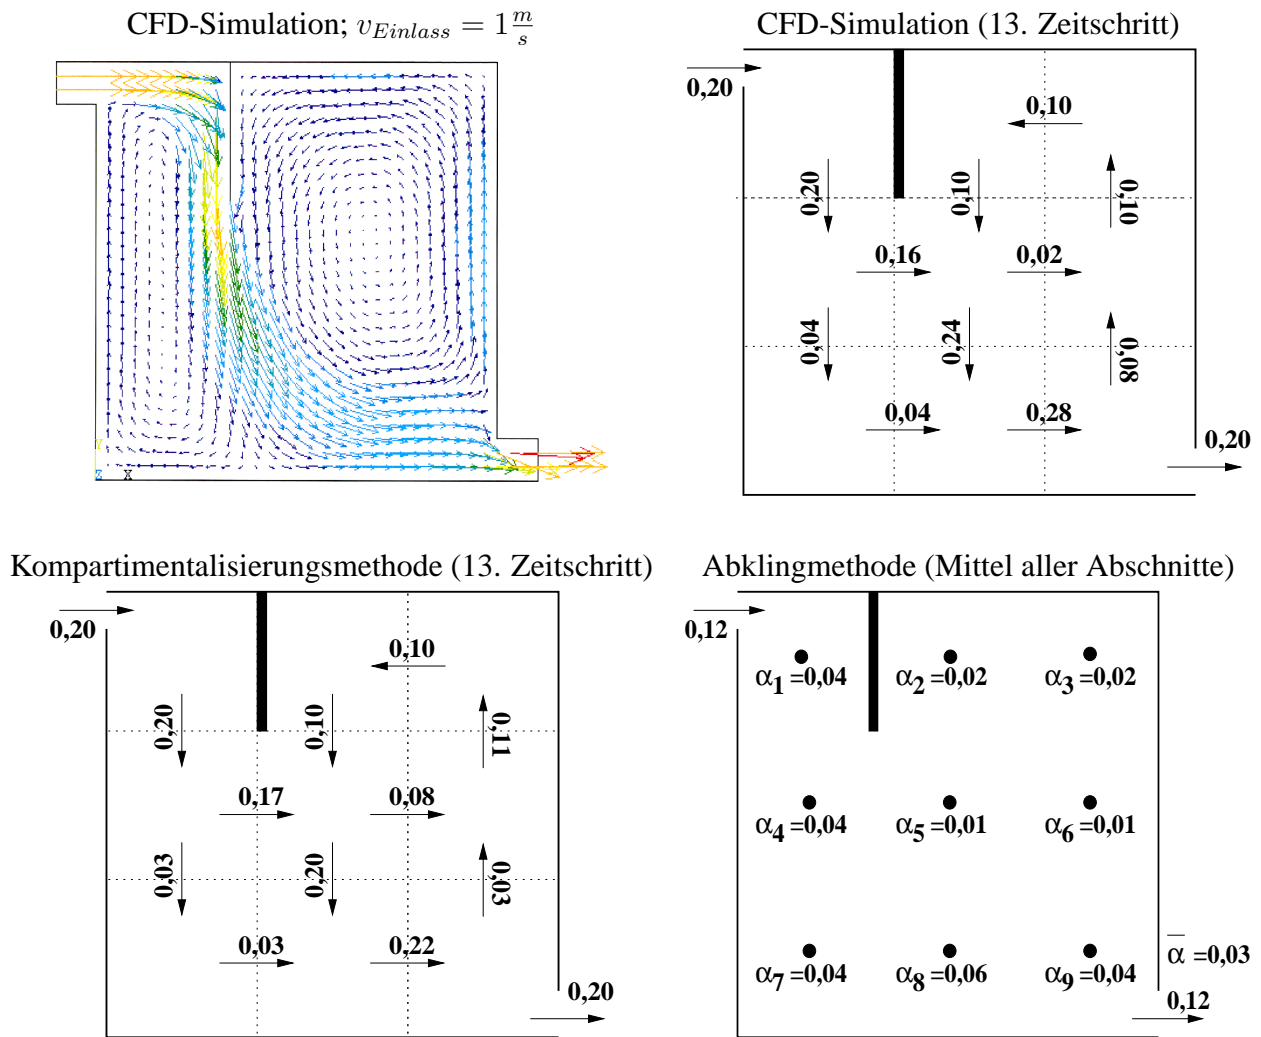 CFD-Simulation; v_{Einlass} = 1 \frac{m}{s}
Y
Z X
CFD-Simulation (13. Zeitschritt)
0,20
0,10
0,20
0,10
0,10
0,16
0,02
0,04
0,24
0,08
0,04
0,28
0,20
Kompartimentalisierungsmethode (13. Zeitschritt)
0,20
0,10
0,20
0,10
0,11
0,17
0,08
0,03
0,20
0,03
0,03
0,22
0,20
Abklingmethode (Mittel aller Abschnitte)
0,12
α1 =0,04
α2 =0,02
α3 =0,02
α4 =0,04
α5 =0,01
α6 =0,01
α7 =0,04
α8 =0,06
α9 =0,04
α̅ =0,03
0,12